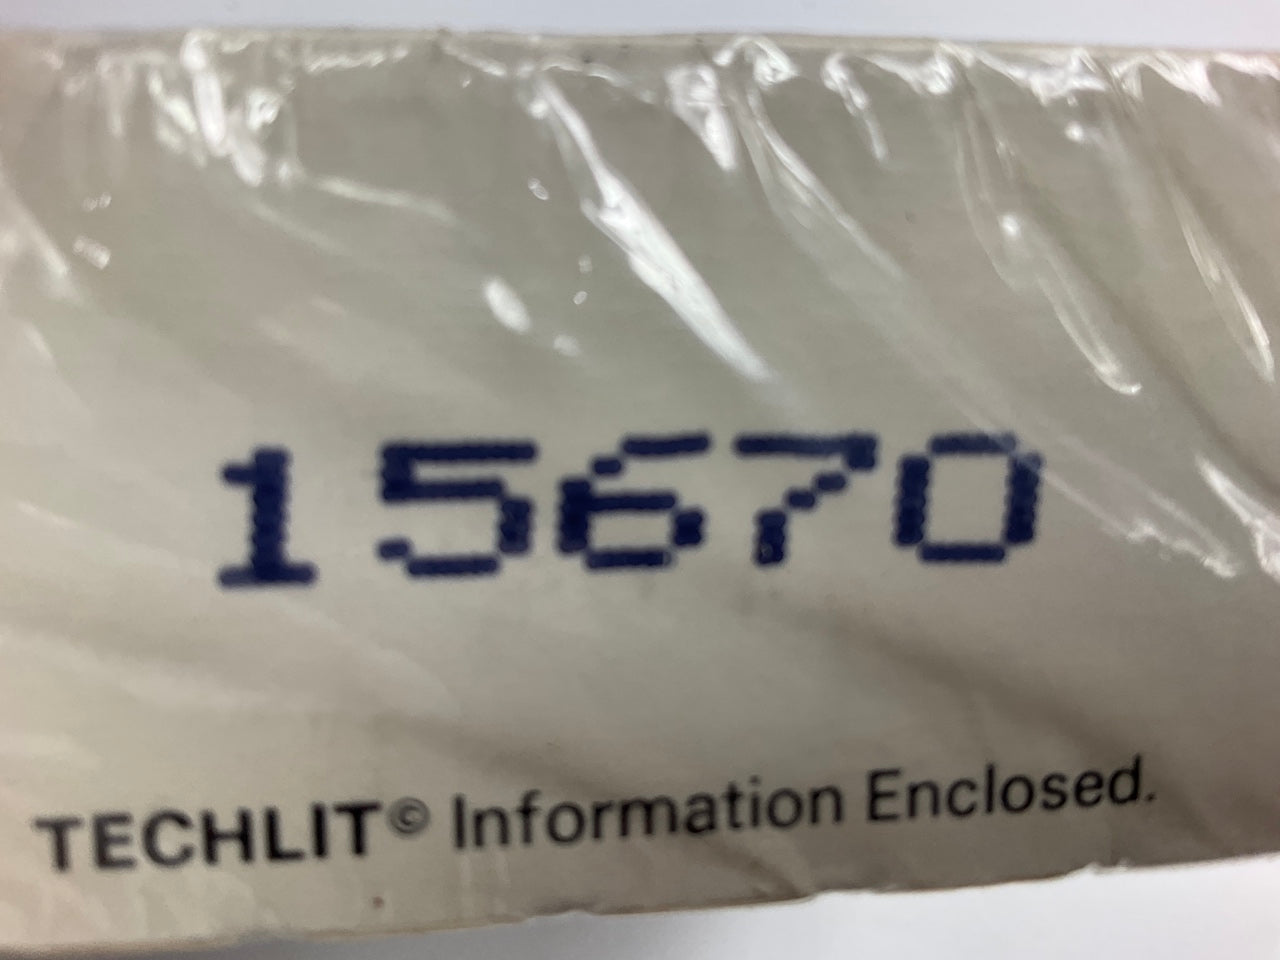 15670
TECHLIT© Information Enclosed.